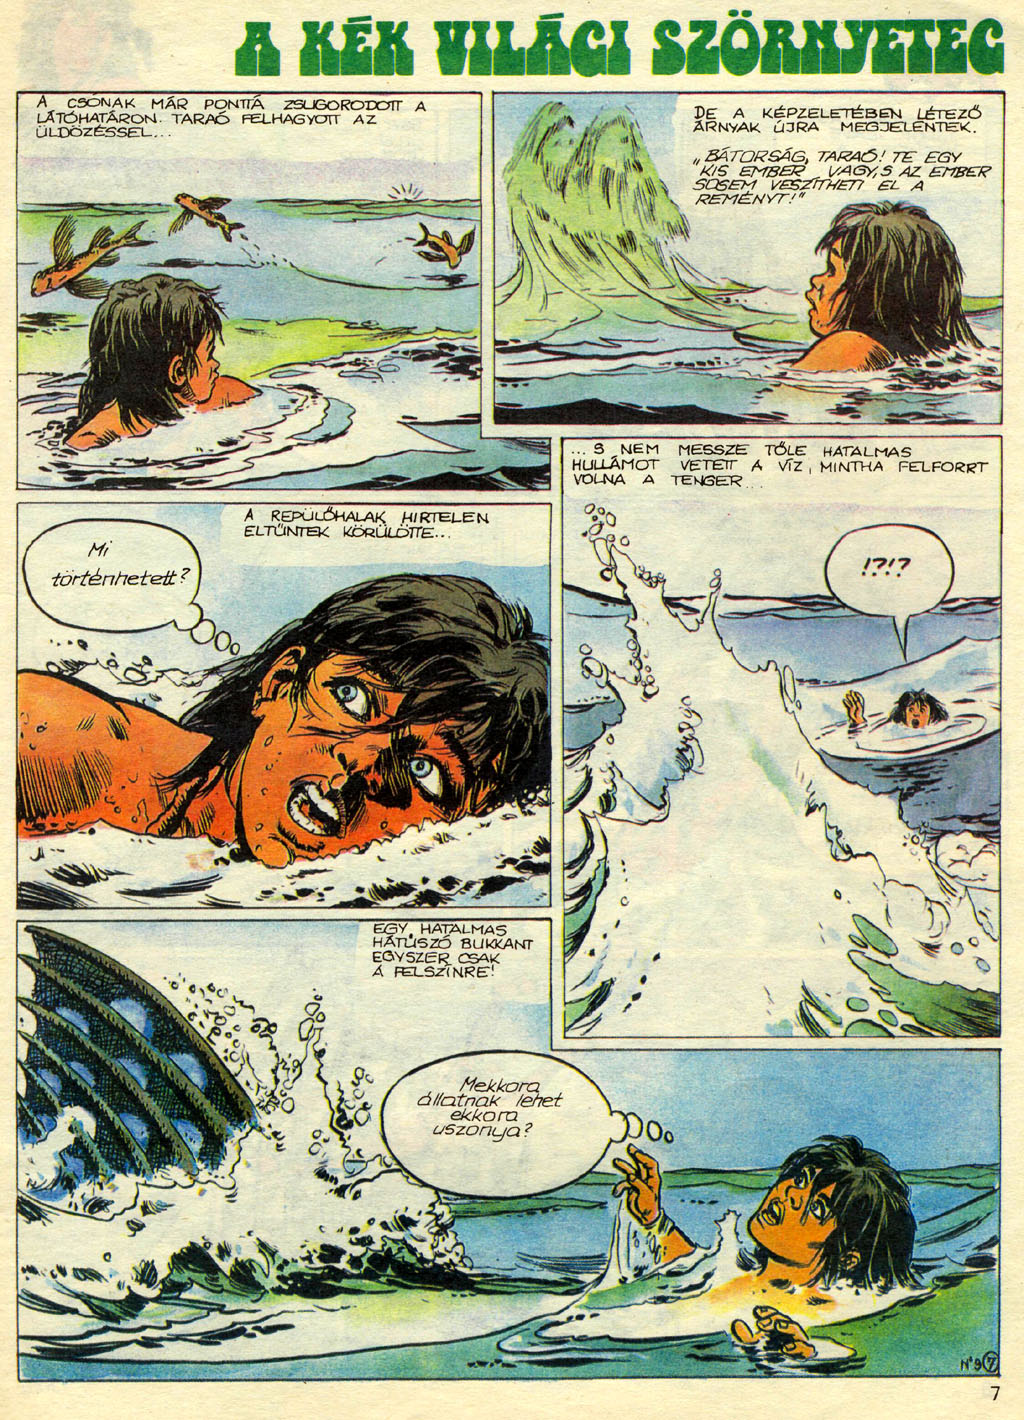 A KÉK VILÁGI SZÖRNYETEG
A CSÓNAK MÁR PONTTÁ ZSUGORODOTT A
LÁTÓHATÁRON. TARAÓ FELHAGYOTT AZ
ÜLDÖZÉSSEL...
DE A KÉPZELETÉBEN LÉTEZŐ
ÁRNYAK ÚJRA MEGJELENTEK.
„BÁTORSÁG, TARAÓ! TE EGY
KIS EMBER VAGY, S AZ EMBER
SOSEM VESZÍTHETI EL A
REMÉNYT!"
A REPÜLŐHALAK HIRTELEN
ELTŰNTEK KÖRÜLÖTTE...
Mi
történhetett?
... S NEM MESSZE TŐLE HATALMAS
HULLÁMOT VETETT A VÍZ, MINTHA FELFORRT
VOLNA A TENGER...
!?!?
EGY HATALMAS
HÁTUSZÓ BUKKANT
EGYSZER CSAK
A FELSZÍNRE!
Mekkora
állatnak lehet
ekkora
uszonya?
N°9 7
7